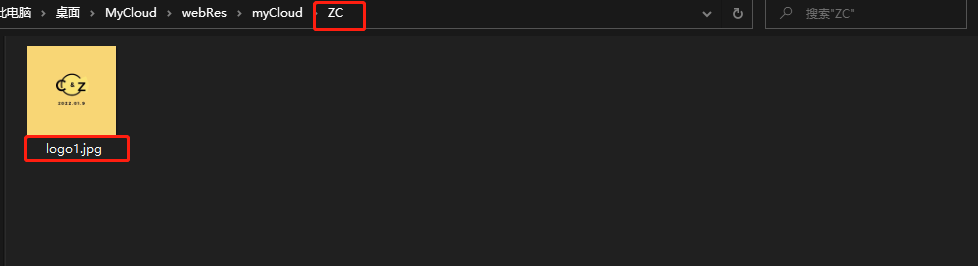 此电脑 › 桌面 › MyCloud › webRes › myCloud › ZC
搜索"ZC"
C & Z
2022.01.9
logo1.jpg